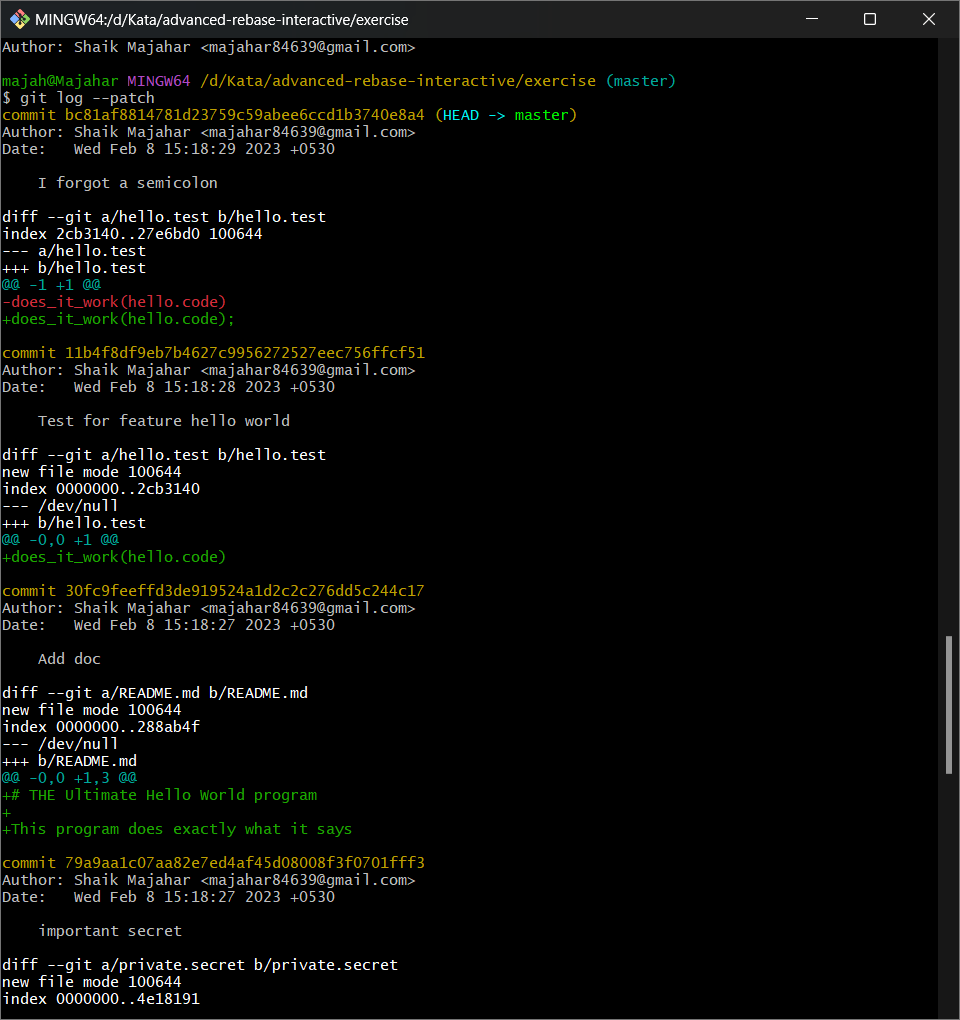 MINGW64:/d/Kata/advanced-rebase-interactive/exercise
Author: Shaik Majahar <majahar84639@gmail.com>
majah@Majahar MINGW64 /d/Kata/advanced-rebase-interactive/exercise (master)
$ git log --patch
commit bc81af8814781d23759c59abee6ccd1b3740e8a4 (HEAD -> master)
Author: Shaik Majahar <majahar84639@gmail.com>
Date:   Wed Feb 8 15:18:29 2023 +0530
    I forgot a semicolon
diff --git a/hello.test b/hello.test
index 2cb3140..27e6bd0 100644
--- a/hello.test
+++ b/hello.test
@@ -1 +1 @@
-does_it_work(hello.code)
+does_it_work(hello.code);
commit 11b4f8df9eb7b4627c9956272527eec756ffcf51
Author: Shaik Majahar <majahar84639@gmail.com>
Date:   Wed Feb 8 15:18:28 2023 +0530
    Test for feature hello world
diff --git a/hello.test b/hello.test
new file mode 100644
index 0000000..2cb3140
--- /dev/null
+++ b/hello.test
@@ -0,0 +1 @@
+does_it_work(hello.code)
commit 30fc9feeffd3de919524a1d2c2c276dd5c244c17
Author: Shaik Majahar <majahar84639@gmail.com>
Date:   Wed Feb 8 15:18:27 2023 +0530
    Add doc
diff --git a/README.md b/README.md
new file mode 100644
index 0000000..288ab4f
--- /dev/null
+++ b/README.md
@@ -0,0 +1,3 @@
+# THE Ultimate Hello World program
+
+This program does exactly what it says
commit 79a9aa1c07aa82e7ed4af45d08008f3f0701fff3
Author: Shaik Majahar <majahar84639@gmail.com>
Date:   Wed Feb 8 15:18:27 2023 +0530
    important secret
diff --git a/private.secret b/private.secret
new file mode 100644
index 0000000..4e18191